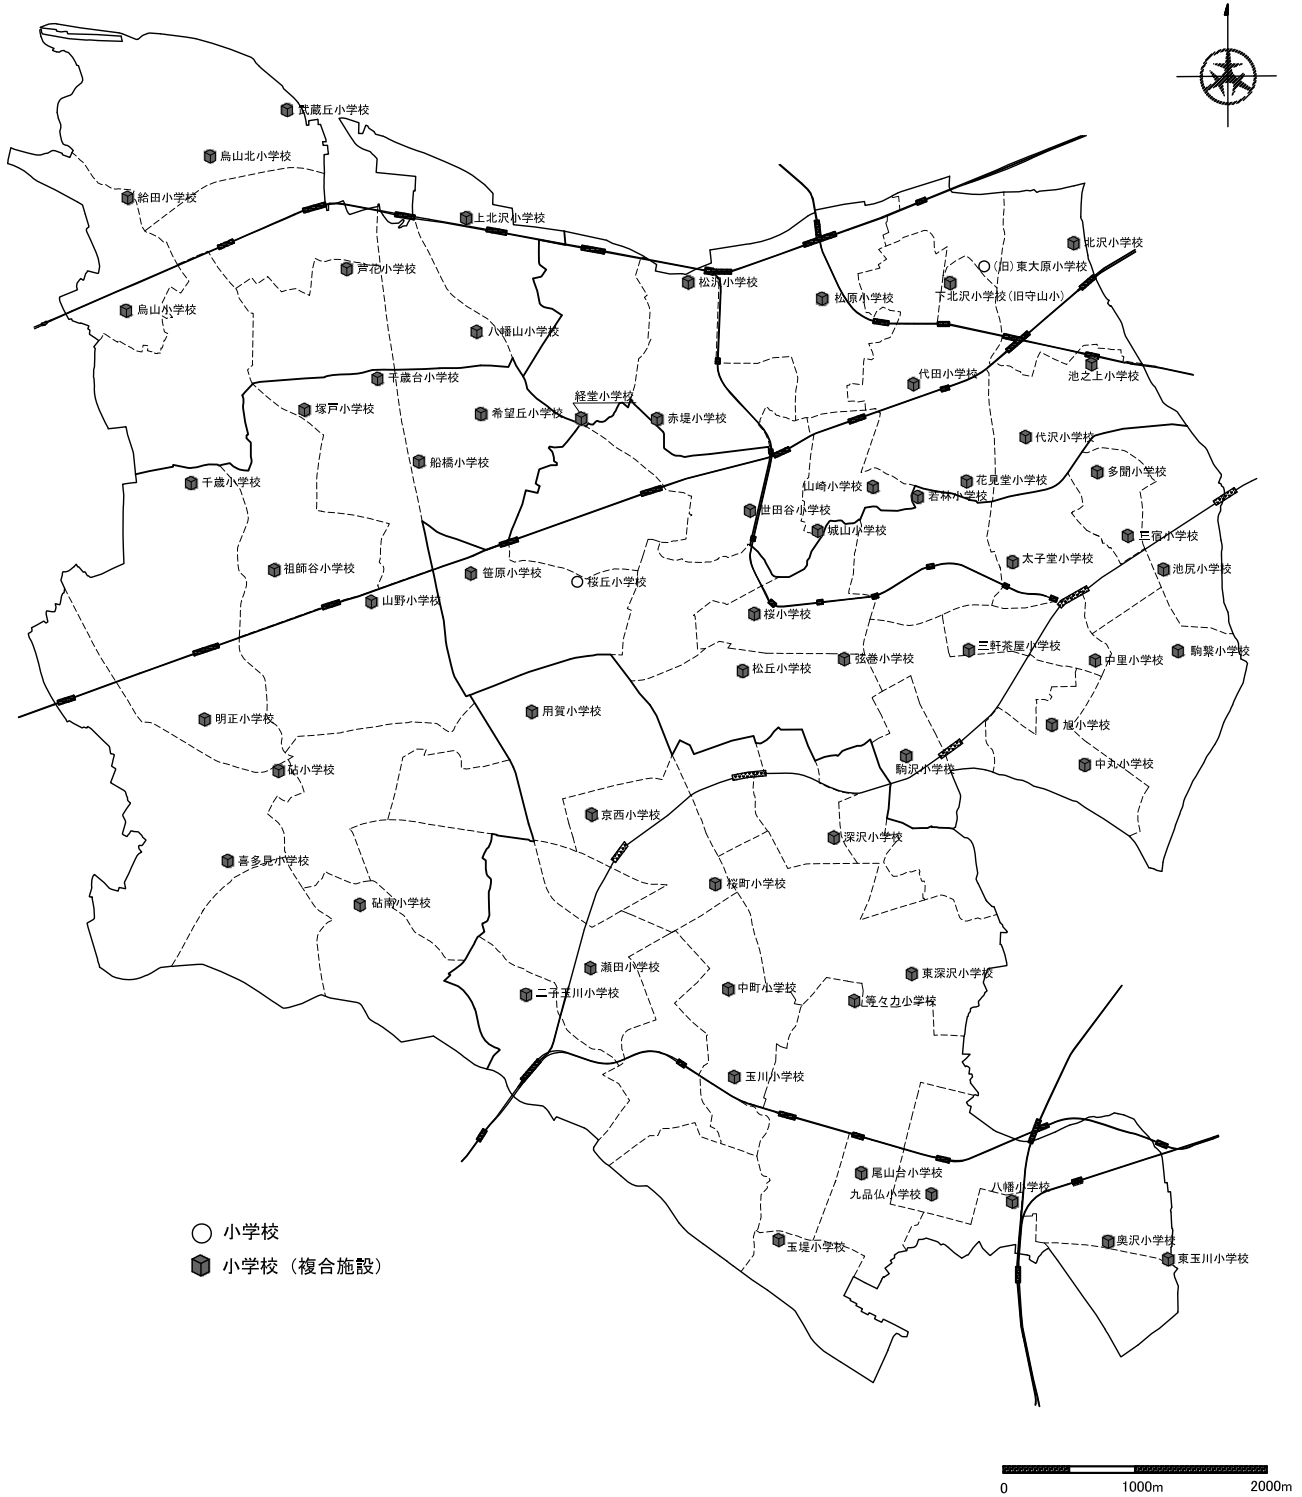 武蔵丘小学校
烏山北小学校
給田小学校
上北沢小学校
北沢小学校
芦花小学校
(旧)東大原小学校
松沢小学校
下北沢小学校(旧守山小)
松原小学校
烏山小学校
八幡山小学校
池之上小学校
代田小学校
千歳台小学校
経堂小学校
塚戸小学校
希望丘小学校
赤堤小学校
代沢小学校
船橋小学校
多聞小学校
千歳小学校
山崎小学校
花見堂小学校
若林小学校
世田谷小学校
城山小学校
三宿小学校
太子堂小学校
池尻小学校
祖師谷小学校
笹原小学校
桜丘小学校
山野小学校
桜小学校
三軒茶屋小学校
駒繋小学校
弦巻小学校
中里小学校
松丘小学校
用賀小学校
明正小学校
旭小学校
砧小学校
駒沢小学校
中丸小学校
京西小学校
深沢小学校
喜多見小学校
桜町小学校
砧南小学校
瀬田小学校
東深沢小学校
二子玉川小学校
中町小学校
等々力小学校
玉川小学校
尾山台小学校
九品仏小学校
八幡小学校
玉堤小学校
奥沢小学校
東玉川小学校
小学校
小学校（複合施設）
0 1000m 2000m